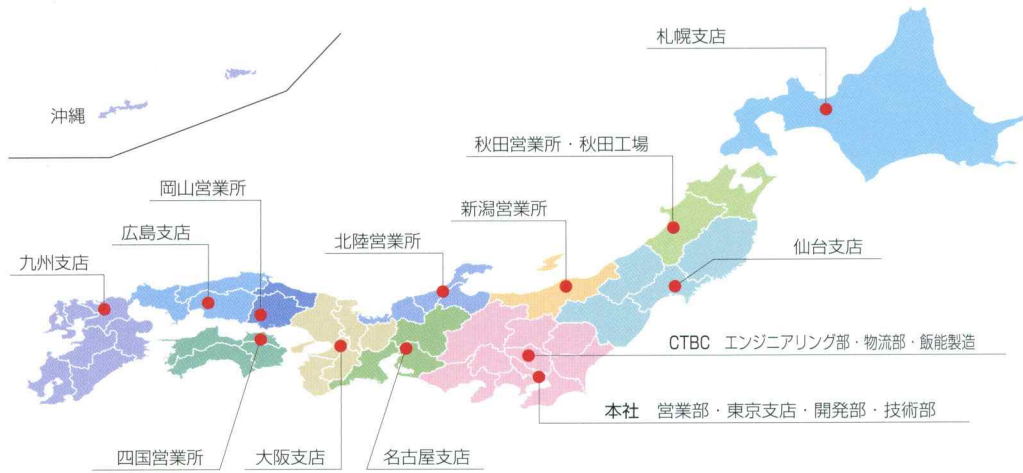 札幌支店
沖縄
秋田営業所・秋田工場
岡山営業所
新潟営業所
広島支店
北陸営業所
仙台支店
九州支店
CTBC エンジニアリング部・物流部・飯能製造
本社 営業部・東京支店・開発部・技術部
四国営業所
大阪支店
名古屋支店